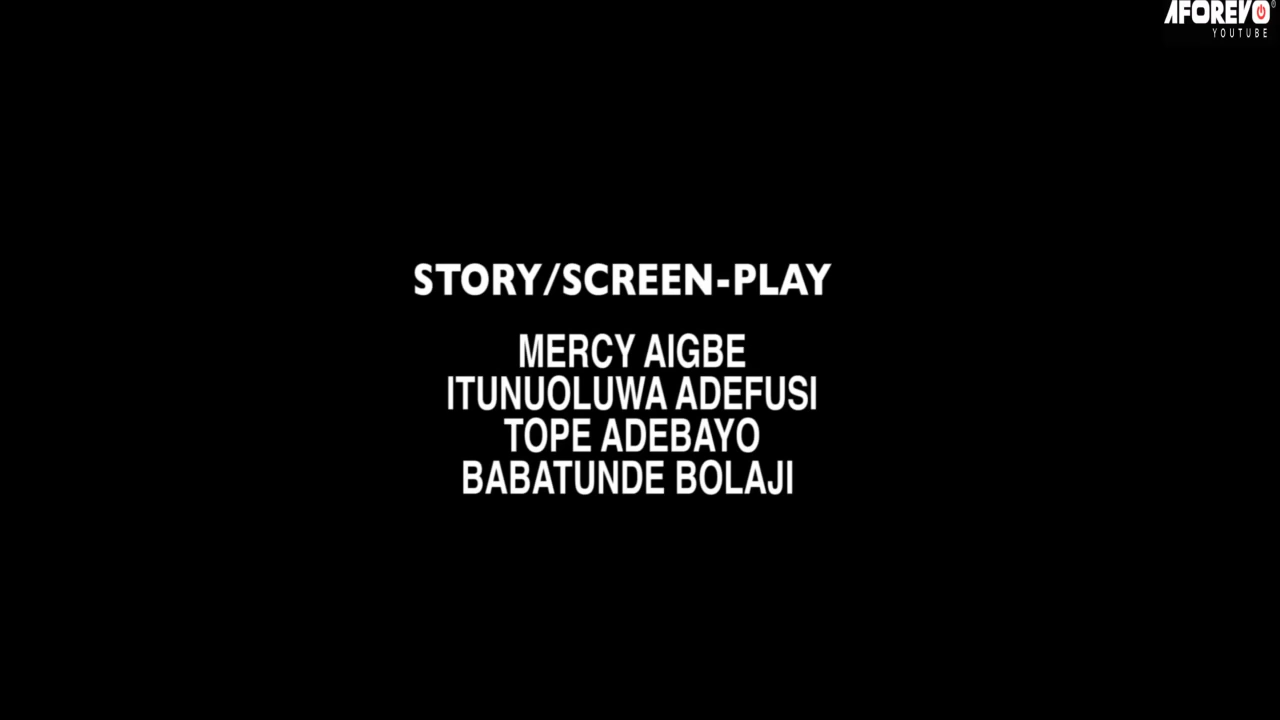 AFOREVO
YOUTUBE
STORY/SCREEN-PLAY
MERCY AIGBE
ITUNUOLUWA ADEFUSI
TOPE ADEBAYO
BABATUNDE BOLAJI